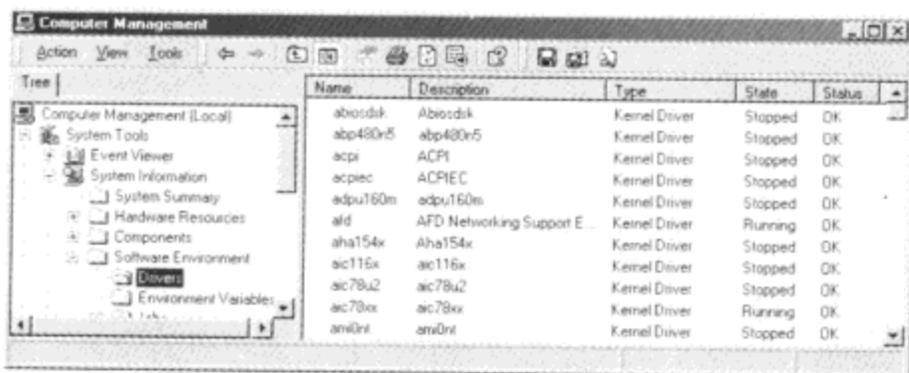 Computer Management
Action View Tools
Tree
Computer Management (Local)
System Tools
Event Viewer
System Information
System Summary
Hardware Resources
Components
Software Environment
Drivers
Environment Variables
Name Description Type State Status
abiosdsk Abiosdsk Kernel Driver Stopped OK
abp480n5 abp480n5 Kernel Driver Stopped OK
acpi ACPI Kernel Driver Stopped OK
acpiec ACPIEC Kernel Driver Stopped OK
adpu160m adpu160m Kernel Driver Stopped OK
afd AFD Networking Support E... Kernel Driver Running OK
aha154x Aha154x Kernel Driver Stopped OK
aic116x aic116x Kernel Driver Stopped OK
aic78u2 aic78u2 Kernel Driver Stopped OK
aic78xx aic78xx Kernel Driver Running OK
ami0nt ami0nt Kernel Driver Stopped OK